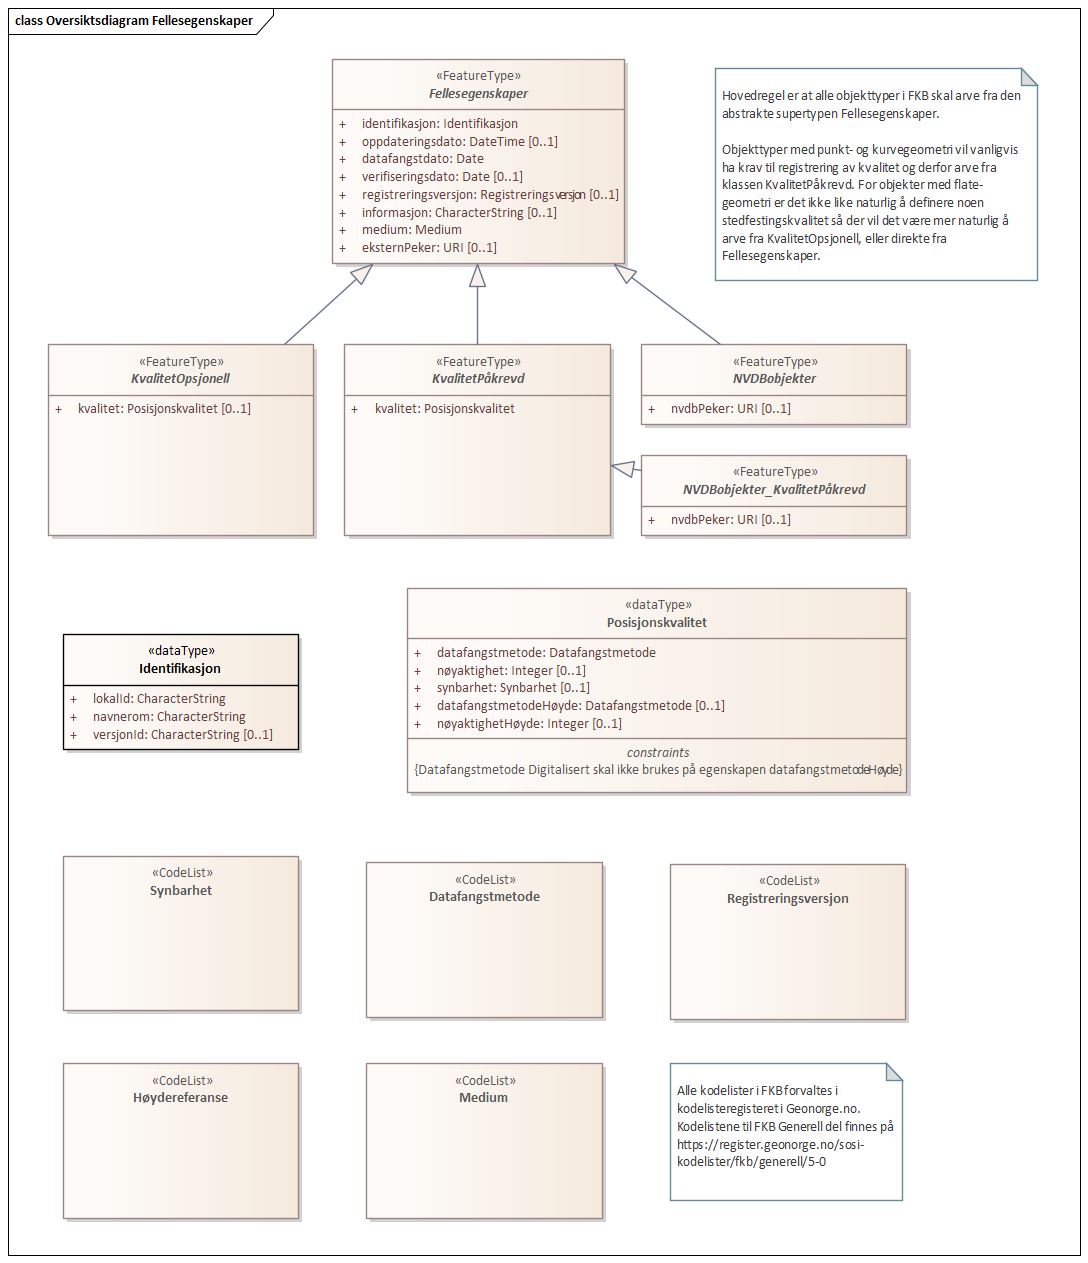 class Oversiktsdiagram Fellesegenskaper
«FeatureType»
Fellesegenskaper
+ identifikasjon: Identifikasjon
+ oppdateringsdato: DateTime [0..1]
+ datafangstdato: Date
+ verifiseringsdato: Date [0..1]
+ registreringsversjon: Registreringsversjon [0..1]
+ informasjon: CharacterString [0..1]
+ medium: Medium
+ eksternPeker: URI [0..1]
Hovedregel er at alle objekttyper i FKB skal arve fra den
abstrakte supertypen Fellesegenskaper.
Objekttyper med punkt- og kurvegeometri vil vanligvis
ha krav til registrering av kvalitet og derfor arve fra
klassen KvalitetPåkrevd. For objekter med flate-
geometri er det ikke like naturlig å definere noen
stedfestingskvalitet så der vil det være mer naturlig å
arve fra KvalitetOpsjonell, eller direkte fra
Fellesegenskaper.
«FeatureType»
KvalitetOpsjonell
+ kvalitet: Posisjonskvalitet [0..1]
«FeatureType»
KvalitetPåkrevd
+ kvalitet: Posisjonskvalitet
«FeatureType»
NVDBobjekter
+ nvdbPeker: URI [0..1]
«FeatureType»
NVDBobjekter_KvalitetPåkrevd
+ nvdbPeker: URI [0..1]
«dataType»
Identifikasjon
+ lokalId: CharacterString
+ navnerom: CharacterString
+ versjonId: CharacterString [0..1]
«dataType»
Posisjonskvalitet
+ datafangstmetode: Datafangstmetode
+ nøyaktighet: Integer [0..1]
+ synbarhet: Synbarhet [0..1]
+ datafangstmetodeHøyde: Datafangstmetode [0..1]
+ nøyaktighetHøyde: Integer [0..1]
constraints
{Datafangstmetode Digitalisert skal ikke brukes på egenskapen datafangstmetodeHøyde}
«CodeList»
Synbarhet
«CodeList»
Datafangstmetode
«CodeList»
Registreringsversjon
«CodeList»
Høydereferanse
«CodeList»
Medium
Alle kodelister i FKB forvaltes i
kodelisteregisteret i Geonorge.no.
Kodelistene til FKB Generell del finnes på
https://register.geonorge.no/sosi-
kodelister/fkb/generell/5-0